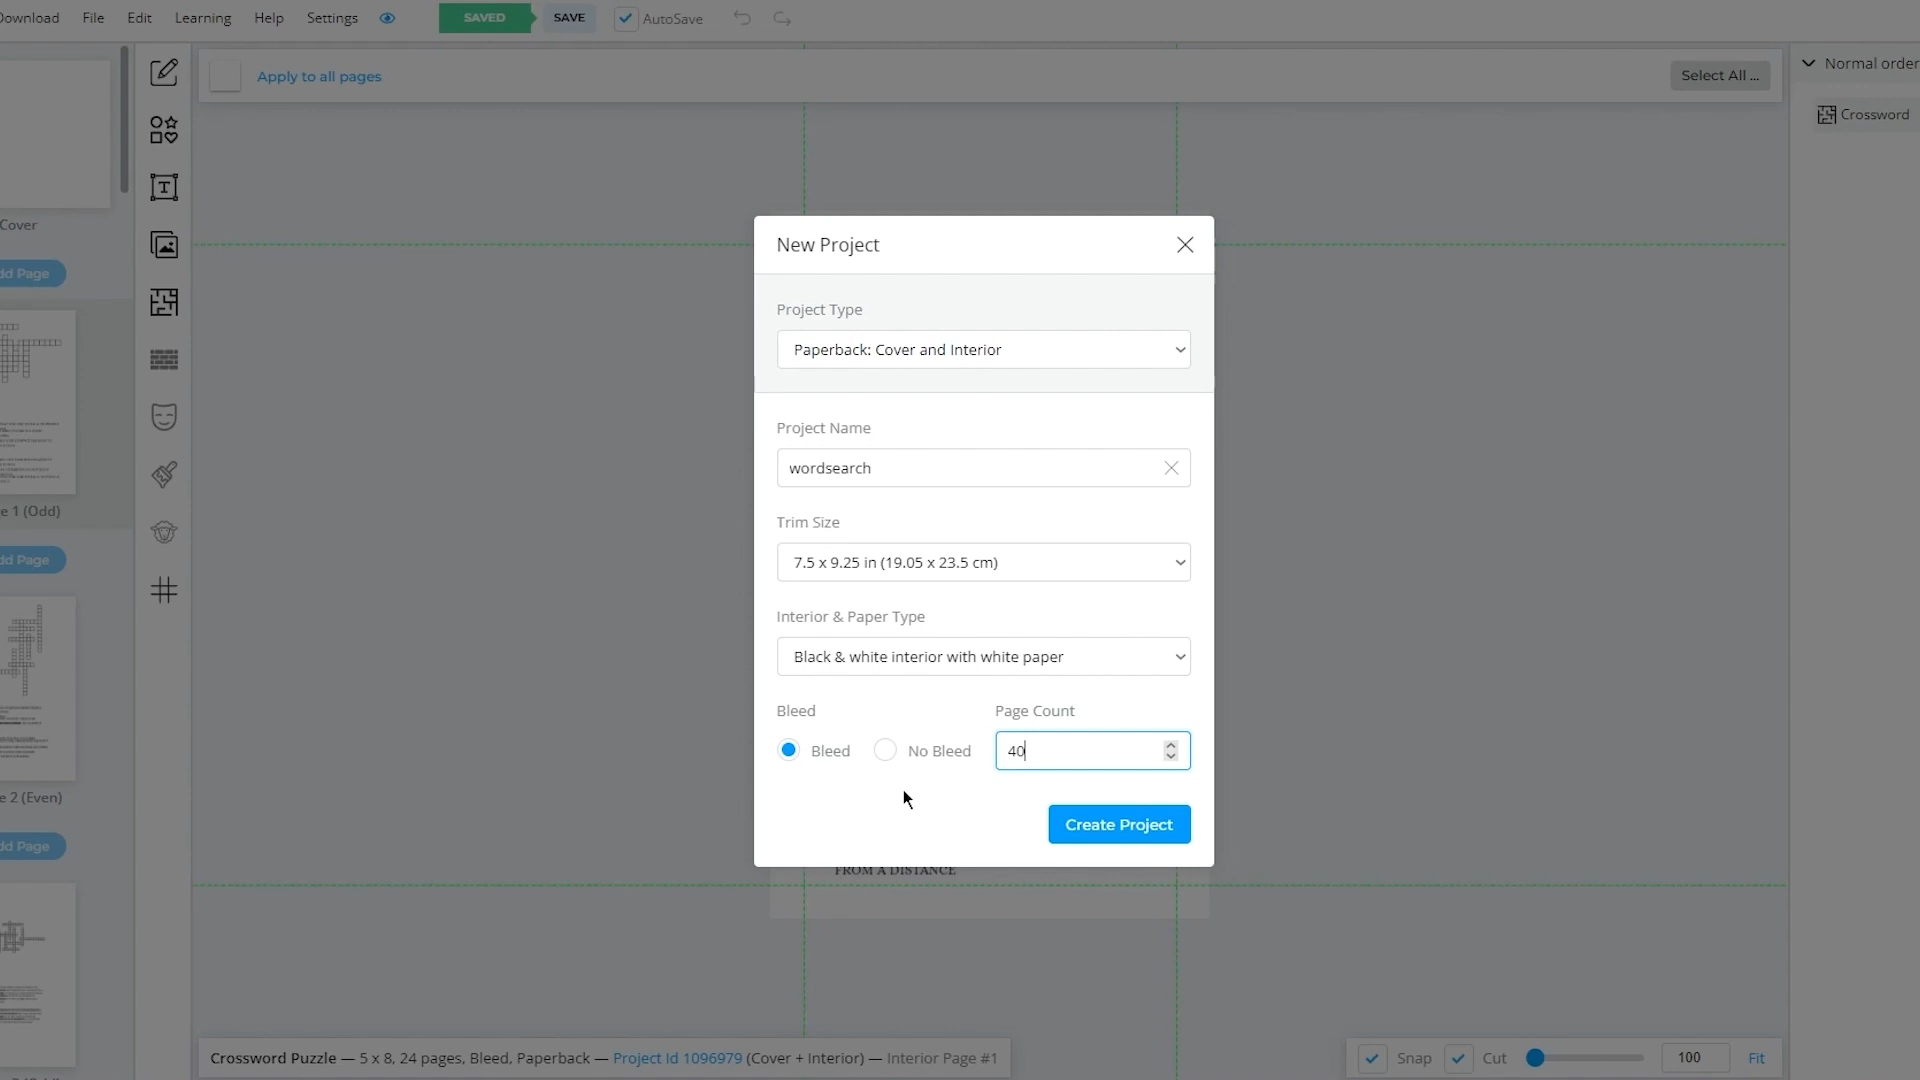 Download File Edit Learning Help Settings SAVED SAVE AutoSave
Apply to all pages
Select All ...
Normal order
Crossword
Cover
dd Page
e 1 (Odd)
dd Page
e 2 (Even)
dd Page
New Project
Project Type
Paperback: Cover and Interior
Project Name
wordsearch
Trim Size
7.5 x 9.25 in (19.05 x 23.5 cm)
Interior & Paper Type
Black & white interior with white paper
Bleed
Page Count
Bleed No Bleed 40
Create Project
FROM A DISTANCE
Crossword Puzzle — 5 x 8, 24 pages, Bleed, Paperback — Project Id 1096979 (Cover + Interior) — Interior Page #1
Snap Cut 100 Fit